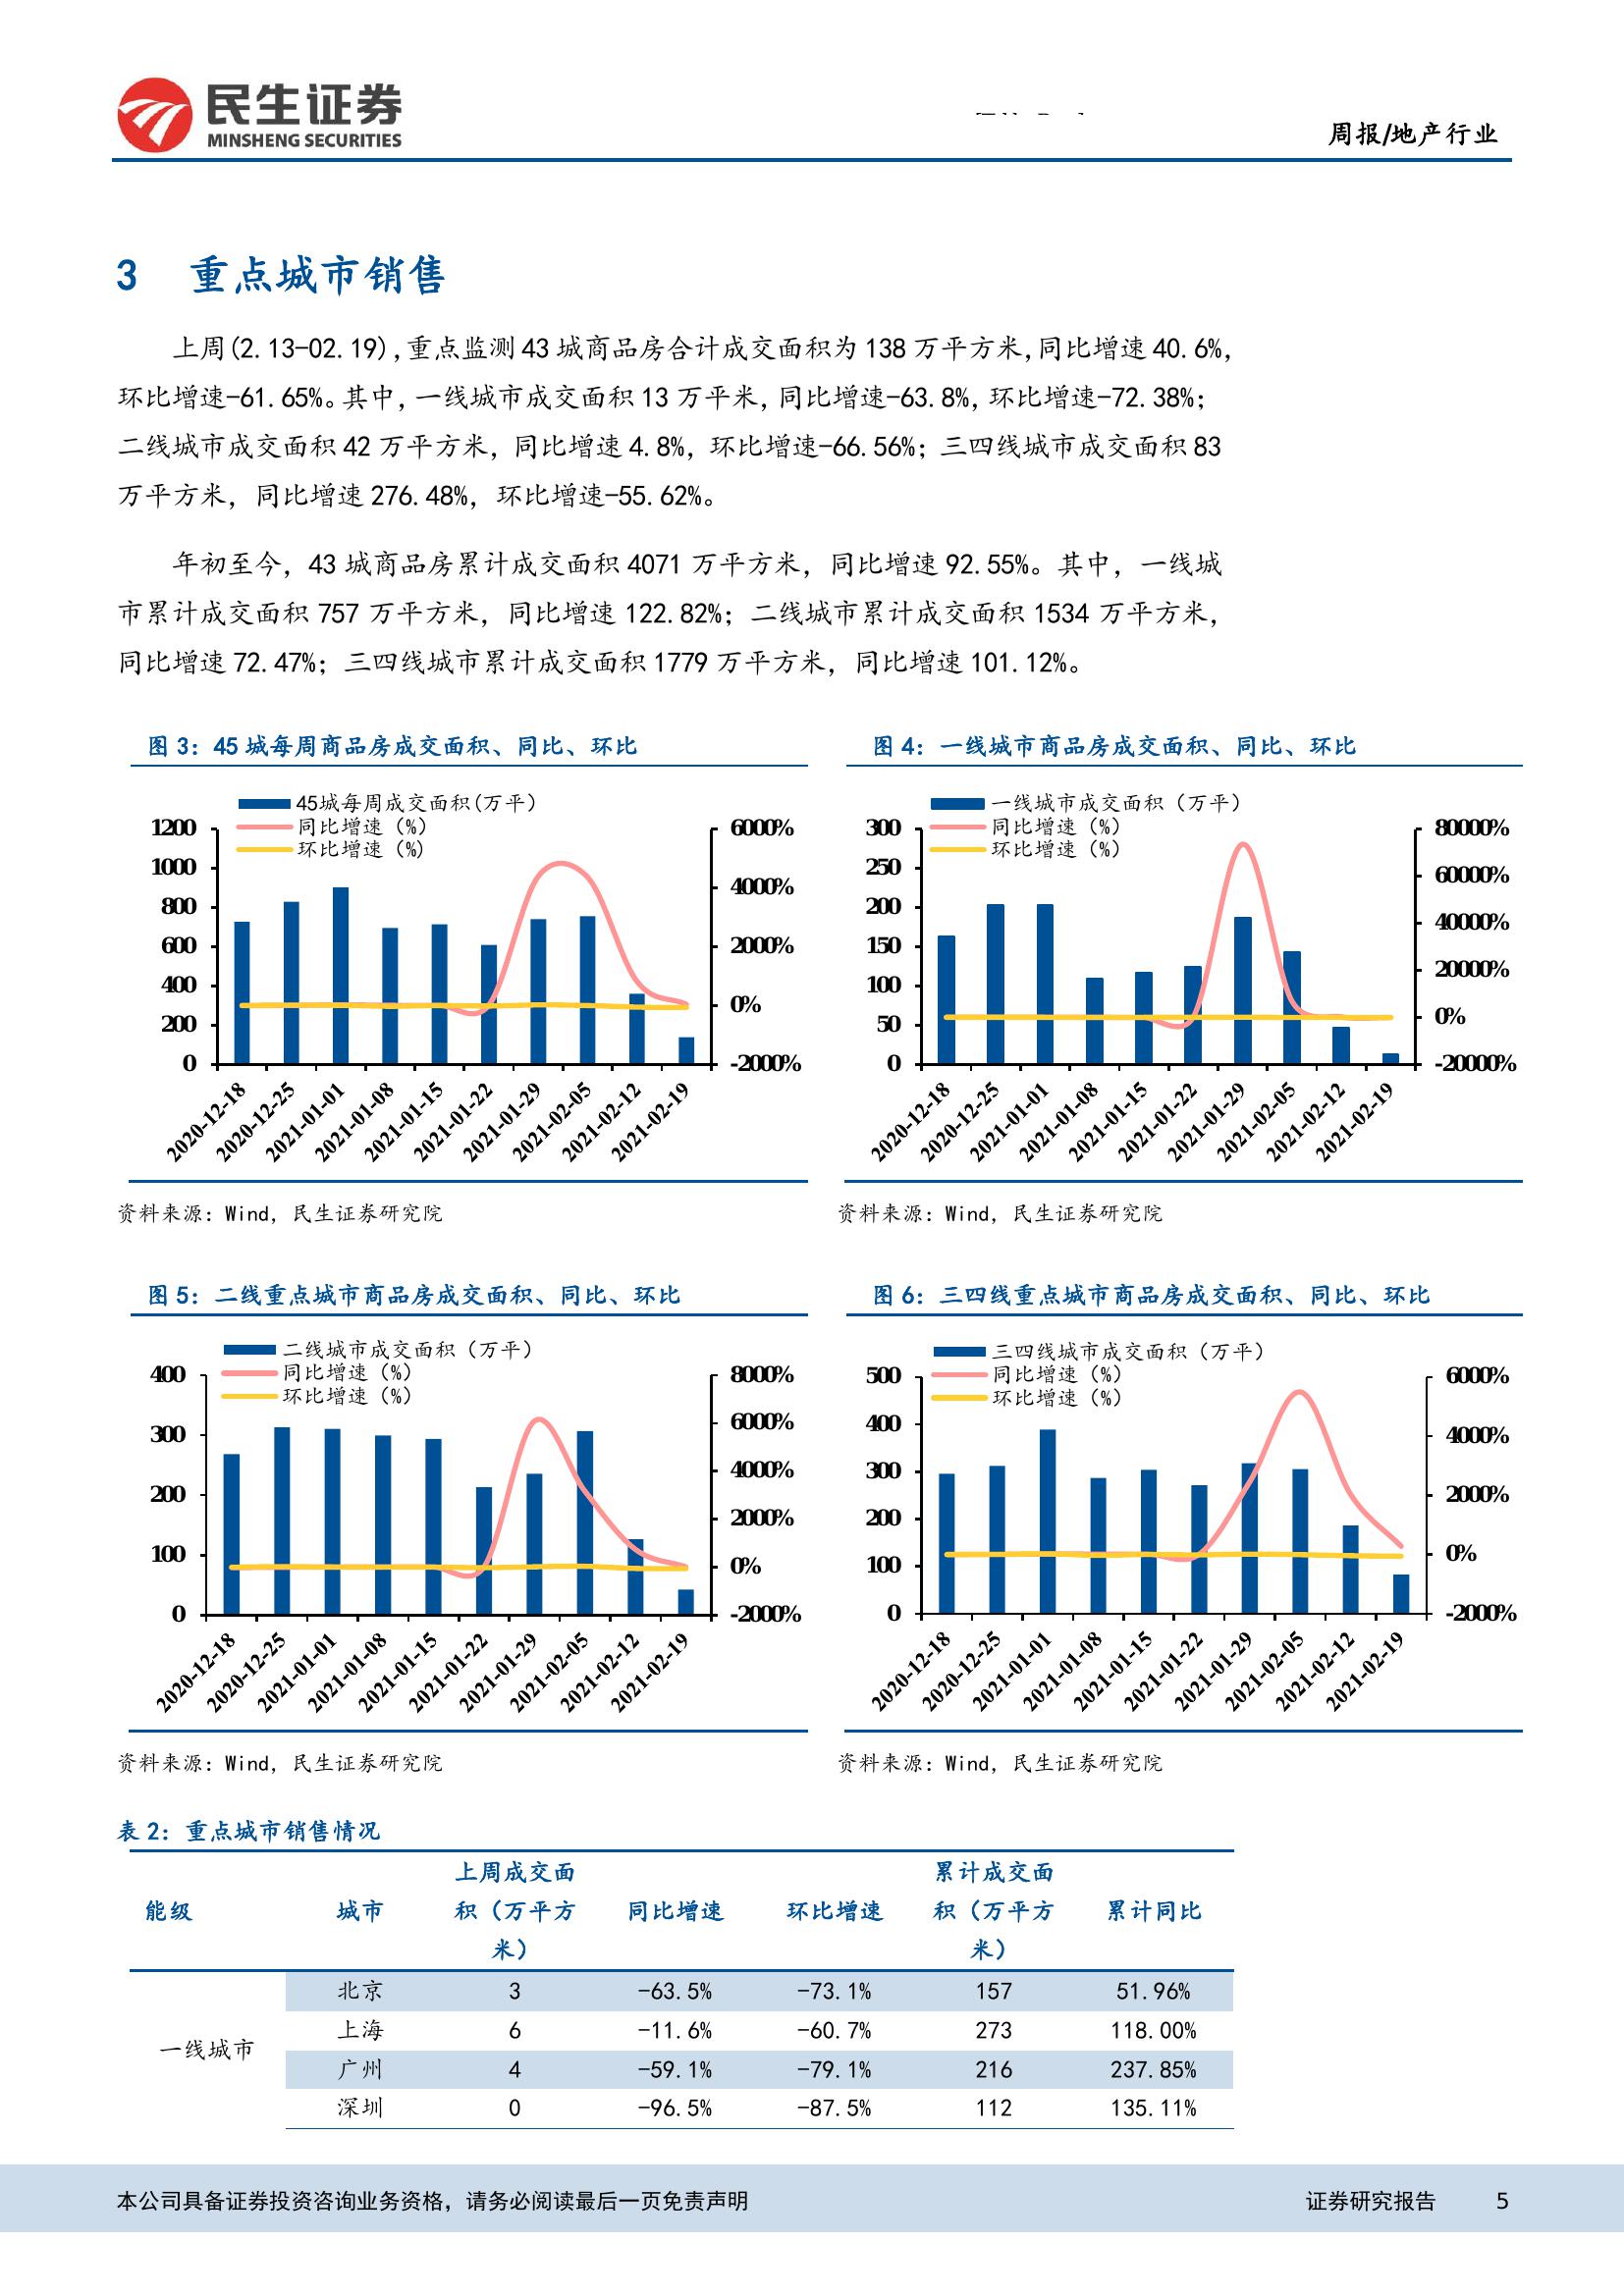 民生证券
MINSHENG SECURITIES
周报/地产行业
3 重点城市销售
上周(2.13-02.19),重点监测43城商品房合计成交面积为138万平方米,同比增速40.6%,
环比增速-61.65%。其中,一线城市成交面积13万平米,同比增速-63.8%,环比增速-72.38%;
二线城市成交面积42万平方米,同比增速4.8%,环比增速-66.56%;三四线城市成交面积83
万平方米,同比增速276.48%,环比增速-55.62%。
年初至今,43城商品房累计成交面积4071万平方米,同比增速92.55%。其中,一线城
市累计成交面积757万平方米,同比增速122.82%;二线城市累计成交面积1534万平方米,
同比增速72.47%;三四线城市累计成交面积1779万平方米,同比增速101.12%。
图3:45城每周商品房成交面积、同比、环比
45城每周成交面积(万平)
同比增速(%)
环比增速(%)
1200
1000
800
600
400
200
0
6000%
4000%
2000%
0%
-2000%
2020-12-18
2020-12-25
2021-01-01
2021-01-08
2021-01-15
2021-01-22
2021-01-29
2021-02-05
2021-02-12
2021-02-19
资料来源:Wind,民生证券研究院
图4:一线城市商品房成交面积、同比、环比
一线城市成交面积(万平)
同比增速(%)
环比增速(%)
300
250
200
150
100
50
0
80000%
60000%
40000%
20000%
0%
-20000%
2020-12-18
2020-12-25
2021-01-01
2021-01-08
2021-01-15
2021-01-22
2021-01-29
2021-02-05
2021-02-12
2021-02-19
资料来源:Wind,民生证券研究院
图5:二线重点城市商品房成交面积、同比、环比
二线城市成交面积(万平)
同比增速(%)
环比增速(%)
400
300
200
100
0
8000%
6000%
4000%
2000%
0%
-2000%
2020-12-18
2020-12-25
2021-01-01
2021-01-08
2021-01-15
2021-01-22
2021-01-29
2021-02-05
2021-02-12
2021-02-19
资料来源:Wind,民生证券研究院
图6:三四线重点城市商品房成交面积、同比、环比
三四线城市成交面积(万平)
同比增速(%)
环比增速(%)
500
400
300
200
100
0
6000%
4000%
2000%
0%
-2000%
2020-12-18
2020-12-25
2021-01-01
2021-01-08
2021-01-15
2021-01-22
2021-01-29
2021-02-05
2021-02-12
2021-02-19
资料来源:Wind,民生证券研究院
表2:重点城市销售情况
能级 城市 上周成交面积(万平方米) 同比增速 环比增速 累计成交面积(万平方米) 累计同比
一线城市
北京 3 -63.5% -73.1% 157 51.96%
上海 6 -11.6% -60.7% 273 118.00%
广州 4 -59.1% -79.1% 216 237.85%
深圳 0 -96.5% -87.5% 112 135.11%
本公司具备证券投资咨询业务资格,请务必阅读最后一页免责声明 证券研究报告 5